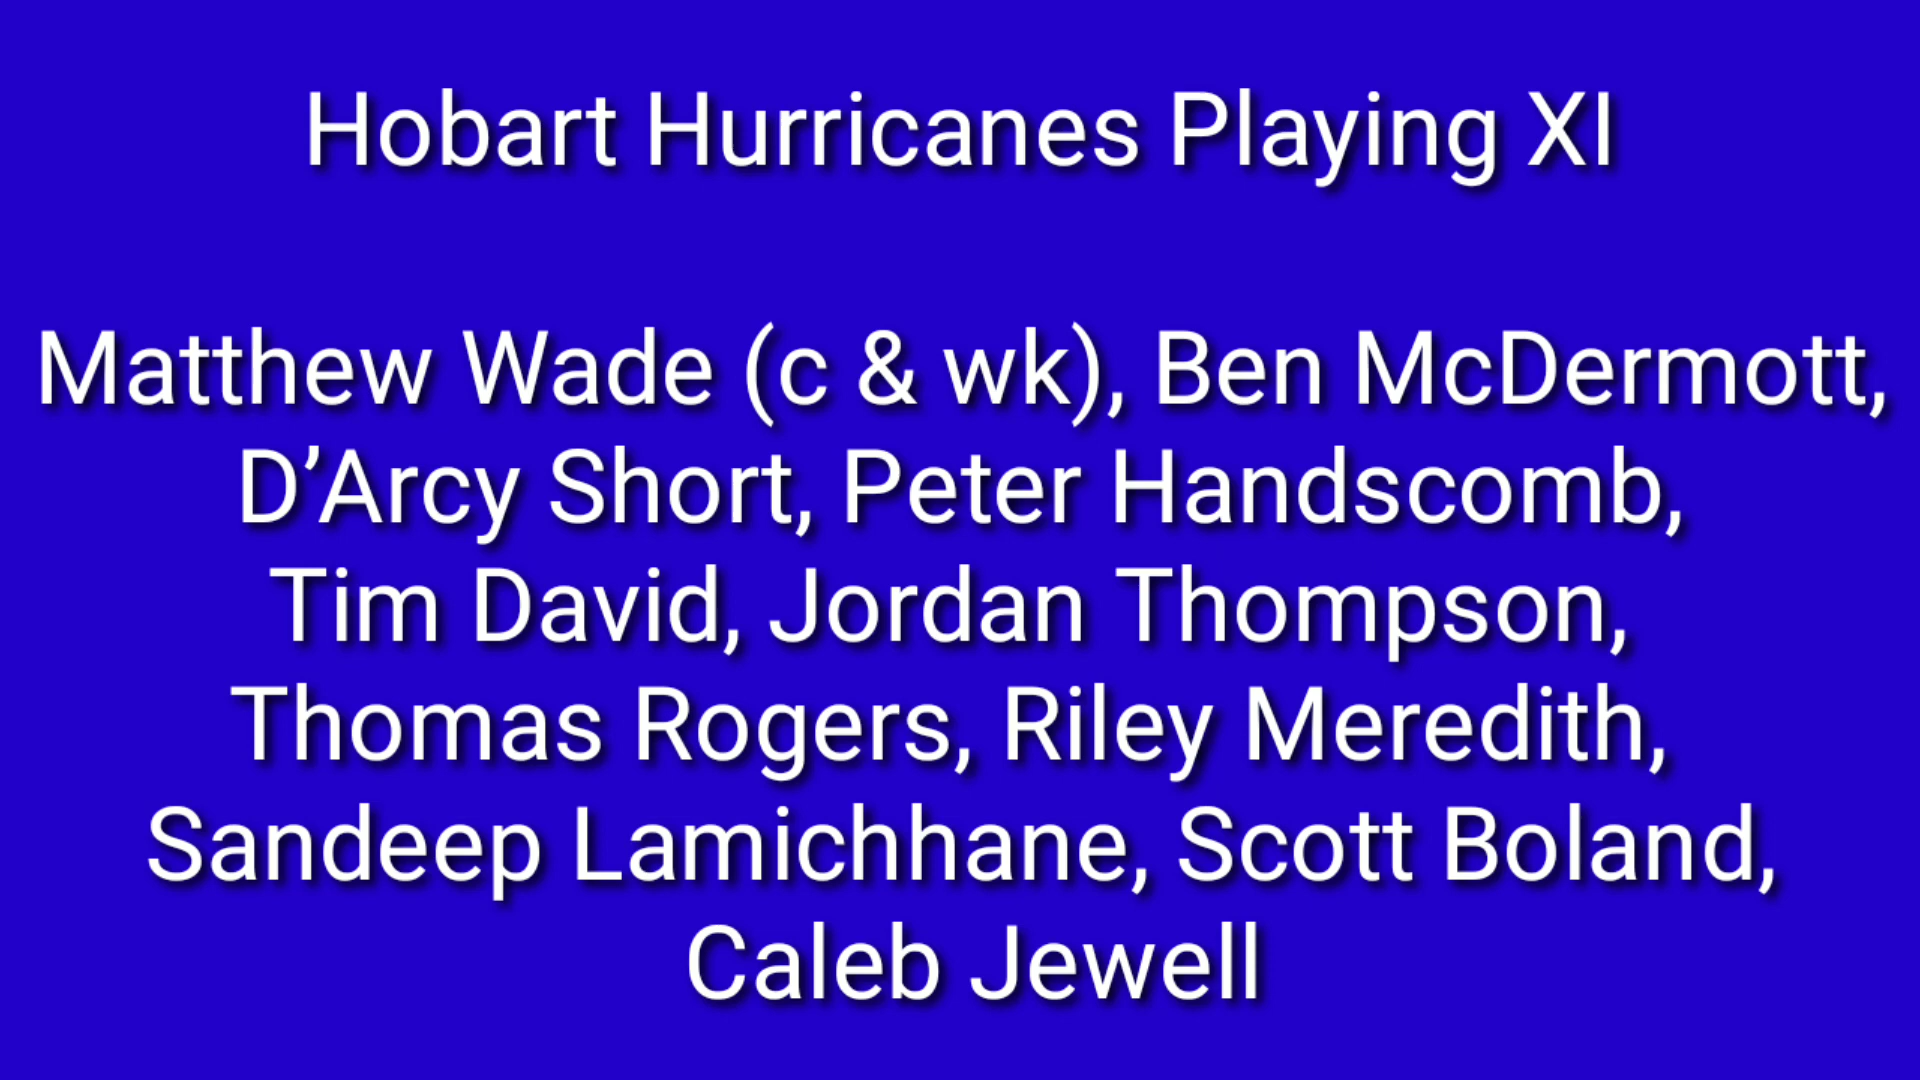 Hobart Hurricanes Playing XI
Matthew Wade (c & wk), Ben McDermott,
D’Arcy Short, Peter Handscomb,
Tim David, Jordan Thompson,
Thomas Rogers, Riley Meredith,
Sandeep Lamichhane, Scott Boland,
Caleb Jewell